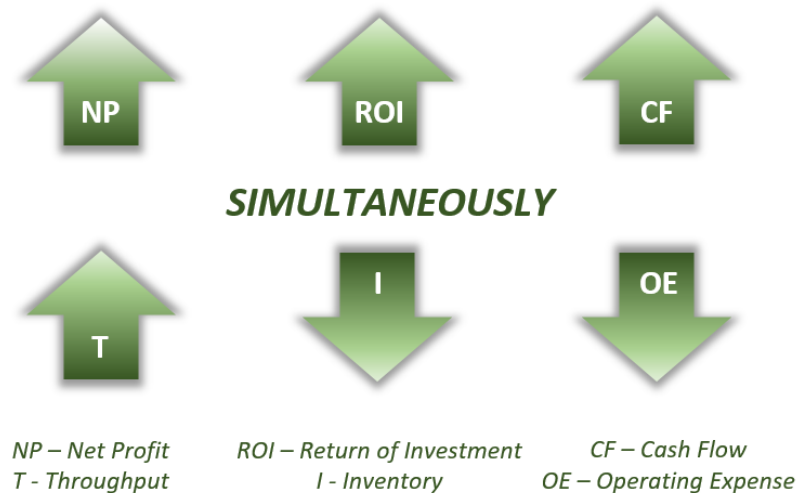 NP ROI CF
SIMULTANEOUSLY
T I OE
NP – Net Profit ROI – Return of Investment CF – Cash Flow
T - Throughput I - Inventory OE – Operating Expense